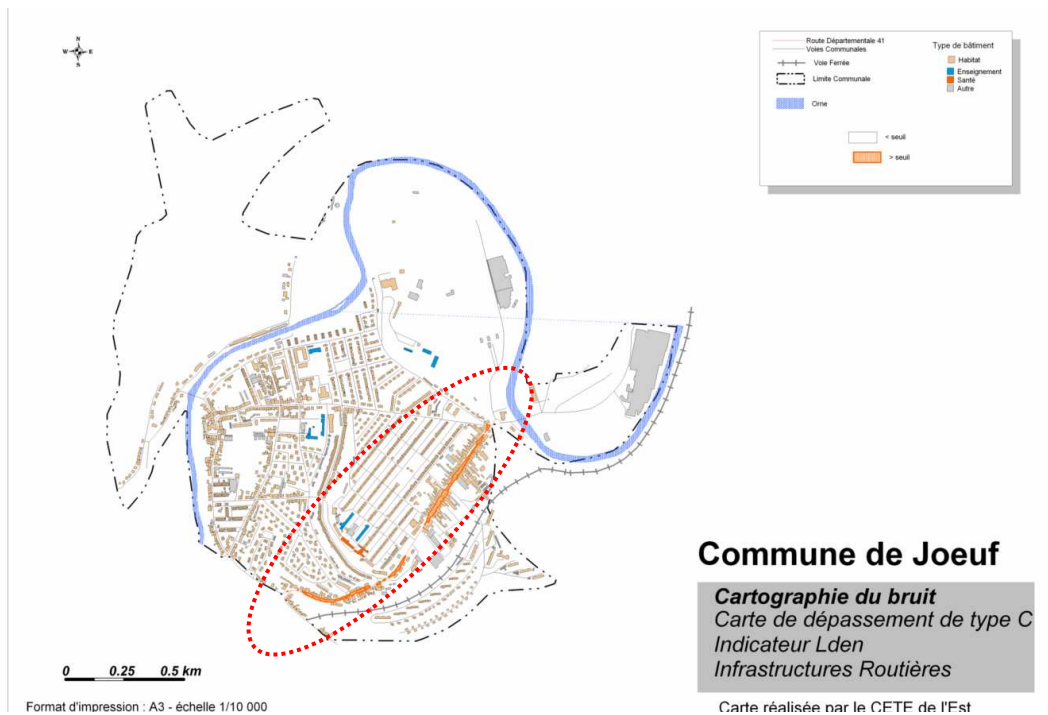 N
W E
S
Route Départementale 41
Voies Communales
Voie Ferrée
Limite Communale
Orne
Type de bâtiment
Habitat
Enseignement
Santé
Autre
< seuil
> seuil
Commune de Joeuf
Cartographie du bruit
Carte de dépassement de type C
Indicateur Lden
Infrastructures Routières
0 0.25 0.5 km
Format d'impression : A3 - échelle 1/10 000
Carte réalisée par le CETE de l'Est